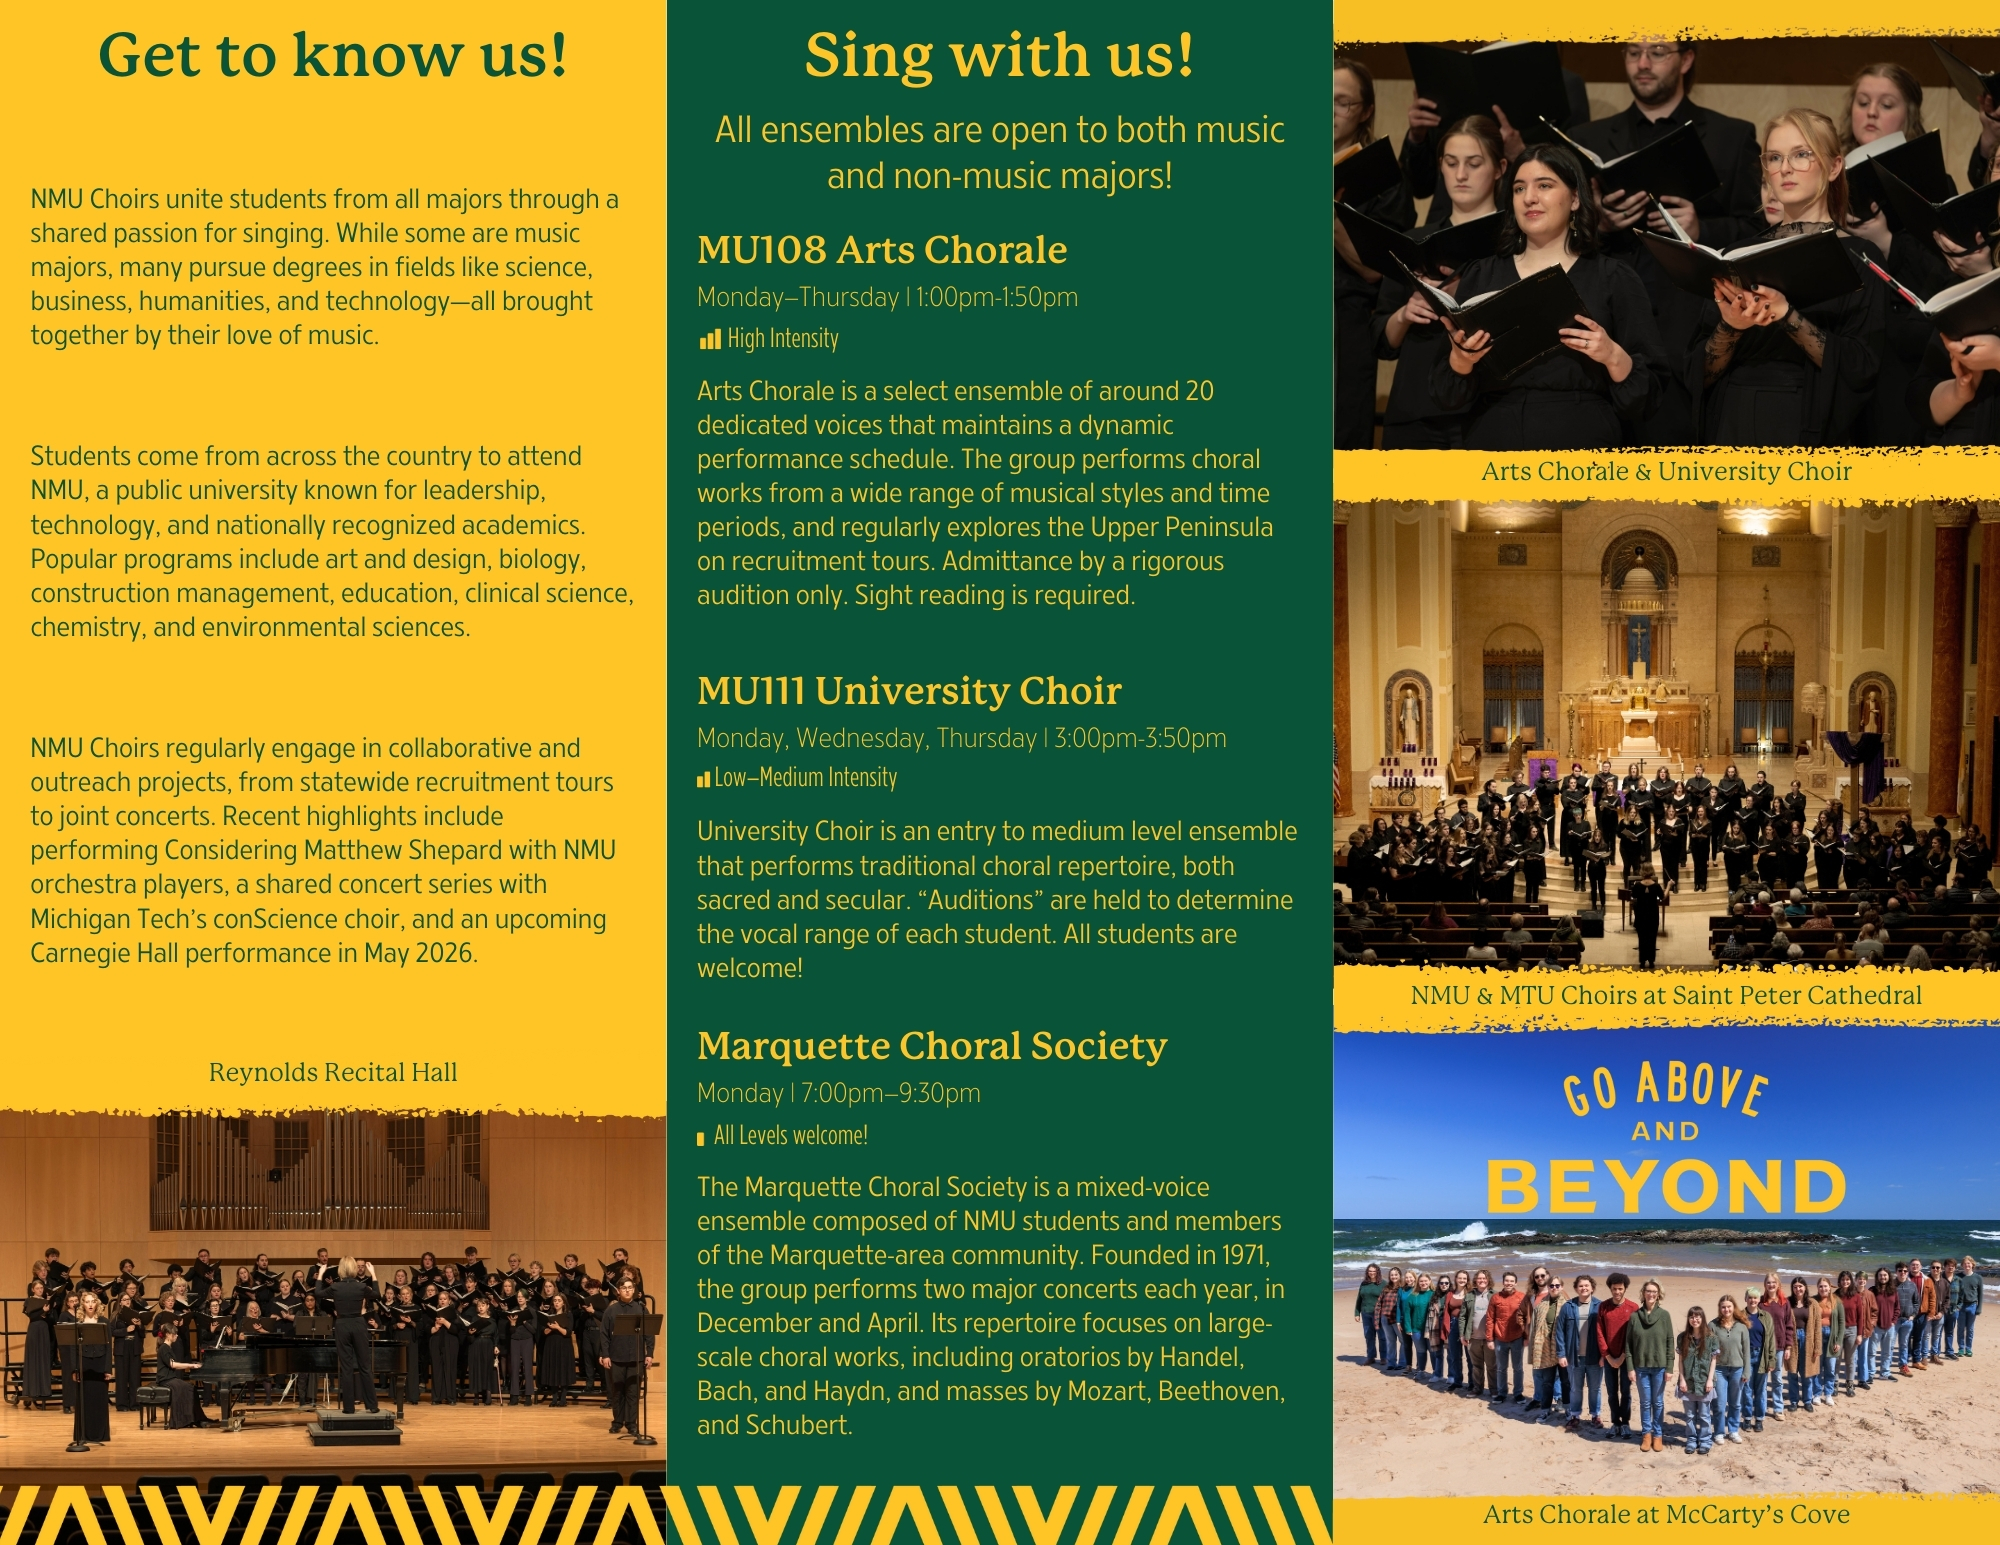 Get to know us!
NMU Choirs unite students from all majors through a
shared passion for singing. While some are music
majors, many pursue degrees in fields like science,
business, humanities, and technology—all brought
together by their love of music.
Students come from across the country to attend
NMU, a public university known for leadership,
technology, and nationally recognized academics.
Popular programs include art and design, biology,
construction management, education, clinical science,
chemistry, and environmental sciences.
NMU Choirs regularly engage in collaborative and
outreach projects, from statewide recruitment tours
to joint concerts. Recent highlights include
performing Considering Matthew Shepard with NMU
orchestra players, a shared concert series with
Michigan Tech's conScience choir, and an upcoming
Carnegie Hall performance in May 2026.
Reynolds Recital Hall
Sing with us!
All ensembles are open to both music
and non-music majors!
MU108 Arts Chorale
Monday–Thursday | 1:00pm-1:50pm
High Intensity
Arts Chorale is a select ensemble of around 20
dedicated voices that maintains a dynamic
performance schedule. The group performs choral
works from a wide range of musical styles and time
periods, and regularly explores the Upper Peninsula
on recruitment tours. Admittance by a rigorous
audition only. Sight reading is required.
MU111 University Choir
Monday, Wednesday, Thursday | 3:00pm-3:50pm
Low–Medium Intensity
University Choir is an entry to medium level ensemble
that performs traditional choral repertoire, both
sacred and secular. “Auditions” are held to determine
the vocal range of each student. All students are
welcome!
Marquette Choral Society
Monday | 7:00pm–9:30pm
All Levels welcome!
The Marquette Choral Society is a mixed-voice
ensemble composed of NMU students and members
of the Marquette-area community. Founded in 1971,
the group performs two major concerts each year, in
December and April. Its repertoire focuses on large-
scale choral works, including oratorios by Handel,
Bach, and Haydn, and masses by Mozart, Beethoven,
and Schubert.
Arts Chorale & University Choir
NMU & MTU Choirs at Saint Peter Cathedral
GO ABOVE
AND
BEYOND
Arts Chorale at McCarty's Cove